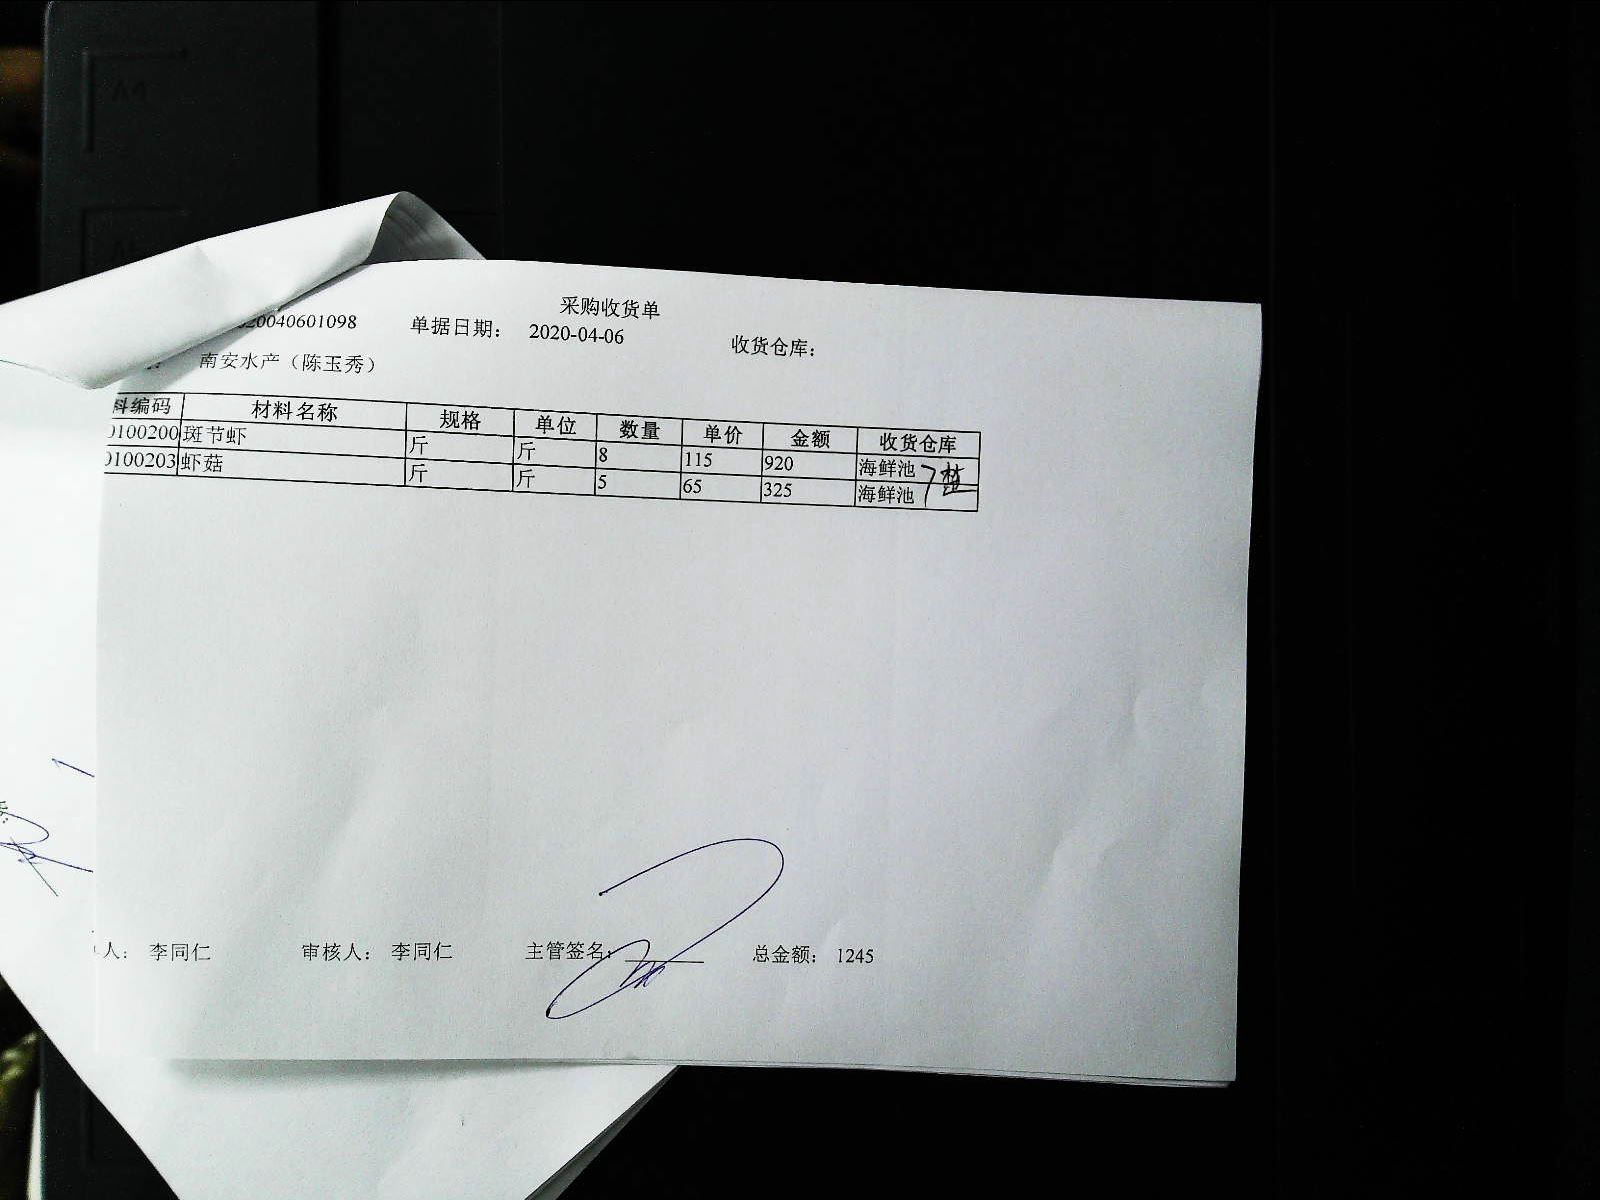 采购收货单
20040601098 单据日期： 2020-04-06 收货仓库：
南安水产（陈玉秀）
料编码 材料名称 规格 单位 数量 单价 金额 收货仓库
0100200 斑节虾 斤 斤 8 115 920 海鲜池
0100203 虾菇 斤 斤 5 65 325 海鲜池
人： 李同仁 审核人： 李同仁 主管签名： 总金额： 1245